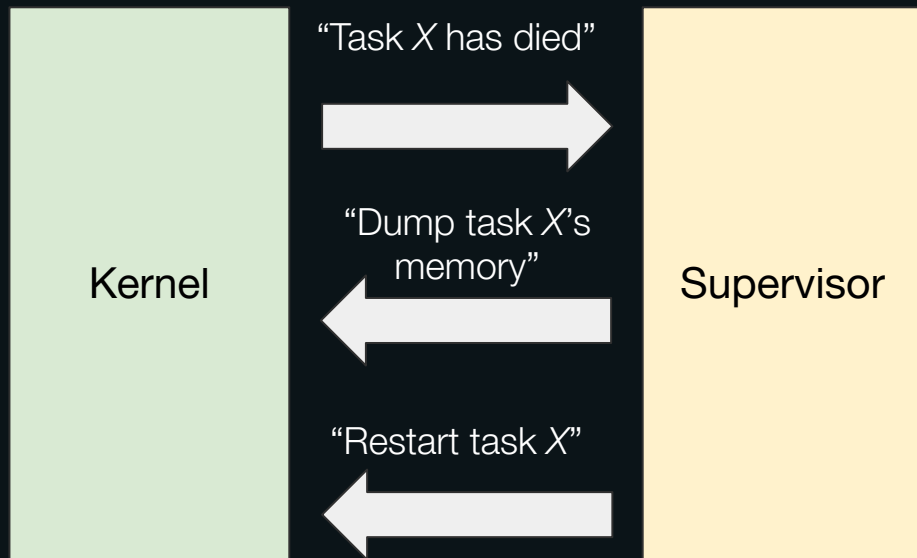 “Task X has died”
“Dump task X’s
memory”
Kernel
Supervisor
“Restart task X”